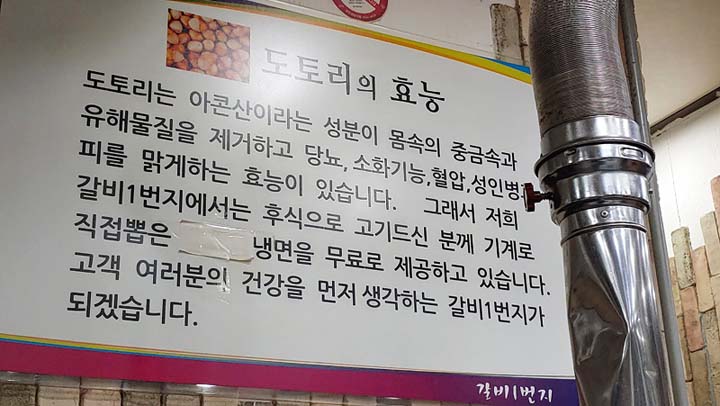 도토리의 효능
도토리는 아콘산이라는 성분이 몸속의 중금속과
유해물질을 제거하고 당뇨,소화기능,혈압,성인병등
피를 맑게하는 효능이 있습니다. 그래서 저희
갈비1번지에서는 후식으로 고기드신 분께 기계로
직접뽑은 냉면을 무료로 제공하고 있습니다.
고객 여러분의 건강을 먼저 생각하는 갈비1번지가
되겠습니다.
갈비1번지